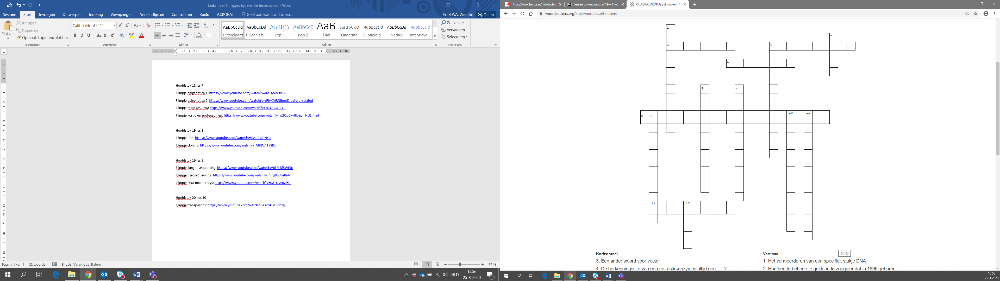 Links naar filmpjes tijdens de lessen.docx - Word
Bestand Start Invoegen Ontwerpen Indeling Verwijzingen Verzendlijsten Controleren Beeld ACROBAT Geef aan wat u wilt doen... Pool WA, Wietske Delen
Plakken
Knippen
Kopiëren
Opmaak kopiëren/plakken
Klembord
Calibri (Hoof 11
Lettertype
Alinea
AaBbCcDd AaBbCcDd AaBbCc AaBbCcE AaB AaBbCcD AaBbCcDd AaBbCcDd AaBbCcDd
¶ Standaard ¶ Geen afs... Kop 1 Kop 2 Titel Ondertitel Subtiele b... Nadruk Intensieve...
Stijlen
Zoeken
Vervangen
Selecteren
Bewerken
Hoofdstuk 18 les 7
Filmpje epigenetica 1: https://www.youtube.com/watch?v=JMT6oRYgkTk
Filmpje epigenetica 2: https://www.youtube.com/watch?v=rFtvXMRNBmo&feature=related
Filmpje miRNA/siRNA: https://www.youtube.com/watch?v=cK-OGB1_ELE
Filmpje kort over proteosomen: https://www.youtube.com/watch?v=w2Qd6v-4IIc&gl=NL&hl=nl
Hoofdstuk 19 les 8
Filmpje PCR: https://www.youtube.com/watch?v=iQsu3Kz9NYo
Filmpje cloning: https://www.youtube.com/watch?v=MIfDx417SDs
Hoofdstuk 19 les 9
Filmpje Sanger sequencing: https://www.youtube.com/watch?v=bEFLBf5WEtc
Filmpje pyrosequencing: https://www.youtube.com/watch?v=nFfgWGFe0aA
Filmpje DNA microarrays: https://www.youtube.com/watch?v=0ATUjAxNf6U
Hoofdstuk 20, les 10
Filmpje transposons: https://www.youtube.com/watch?v=CroyUMRpbxg
Pagina 1 van 1 52 woorden Engels (Verenigde Staten) 77 %
NLD 15:56
25-3-2020
https://www.hanze.nl/nld/dashb Lessen powerpoints 2019 – Then KRUISWOORDPUZZEL maken | O
woordzoekers.org/kruiswoordpuzzel-maken/
1
2
3 4
5
6 7
8 9 10 11
12 13
Horizontaal
3. Een ander woord voor vector
4. De herkenningssite van een restrictie-enzym is altijd een .... ?
Verticaal
24, 22
1. Het vermeerderen van een specifiek stukje DNA
2. Hoe heette het eerste gekloonde zoogdier dat in 1996 geboren
15:56
25-3-2020